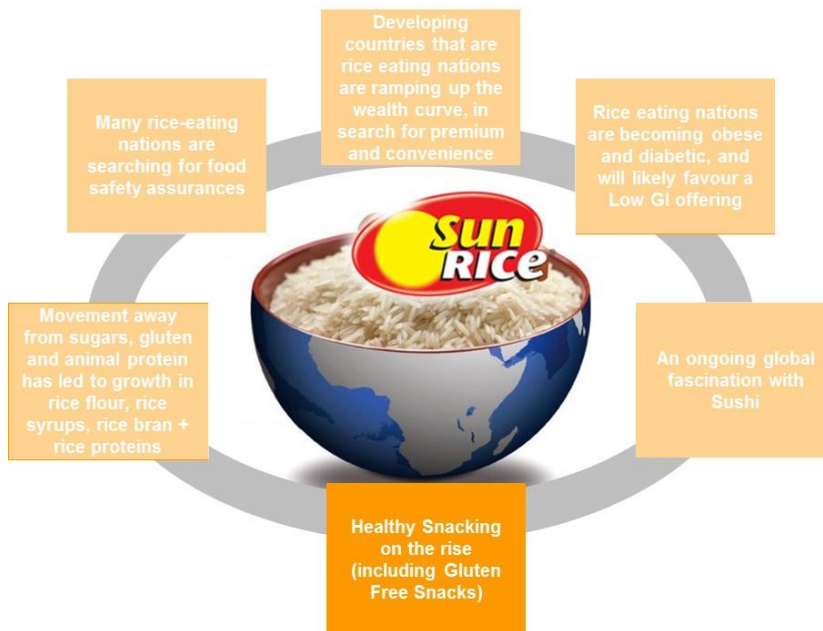 Developing
countries that are
rice eating nations
are ramping up the
wealth curve, in
search for premium
and convenience
Many rice-eating
nations are
searching for food
safety assurances
Rice eating nations
are becoming obese
and diabetic, and
will likely favour a
Low GI offering
Sun
RICE
Movement away
from sugars, gluten
and animal protein
has led to growth in
rice flour, rice
syrups, rice bran +
rice proteins
An ongoing global
fascination with
Sushi
Healthy Snacking
on the rise
(including Gluten
Free Snacks)